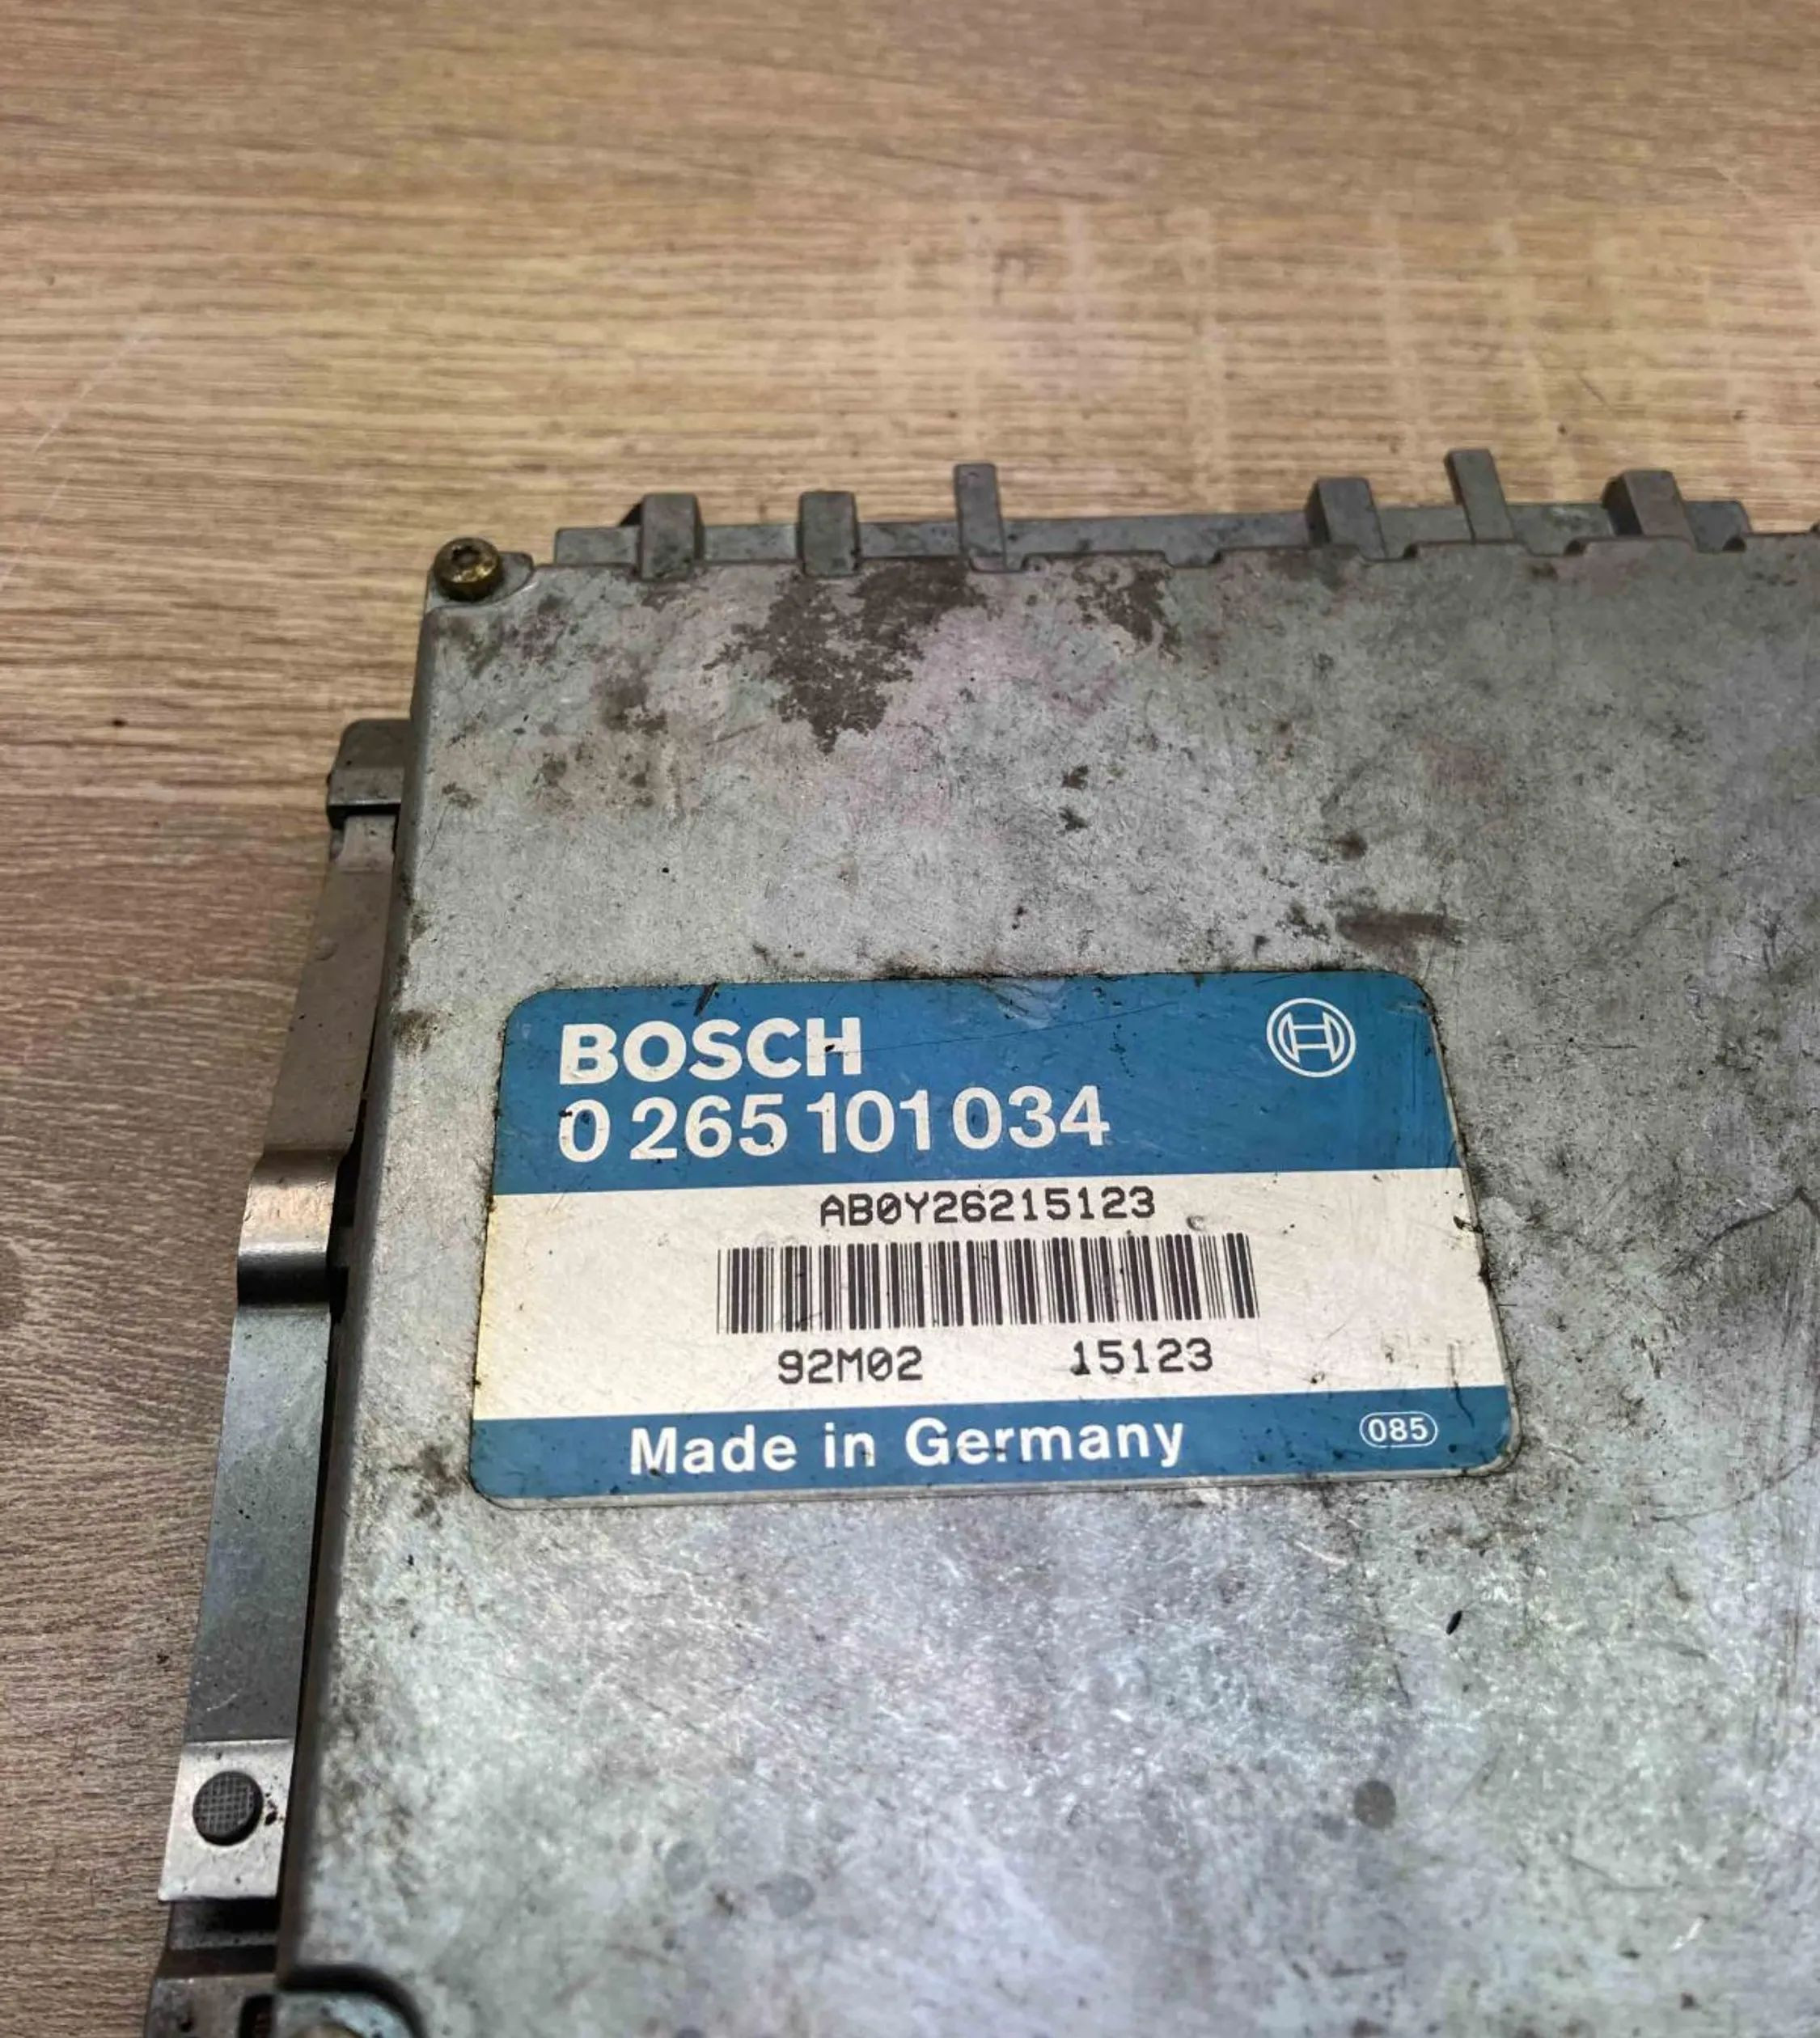 BOSCH
0 265 101 034
AB0Y26215123
92M02 15123
Made in Germany 085